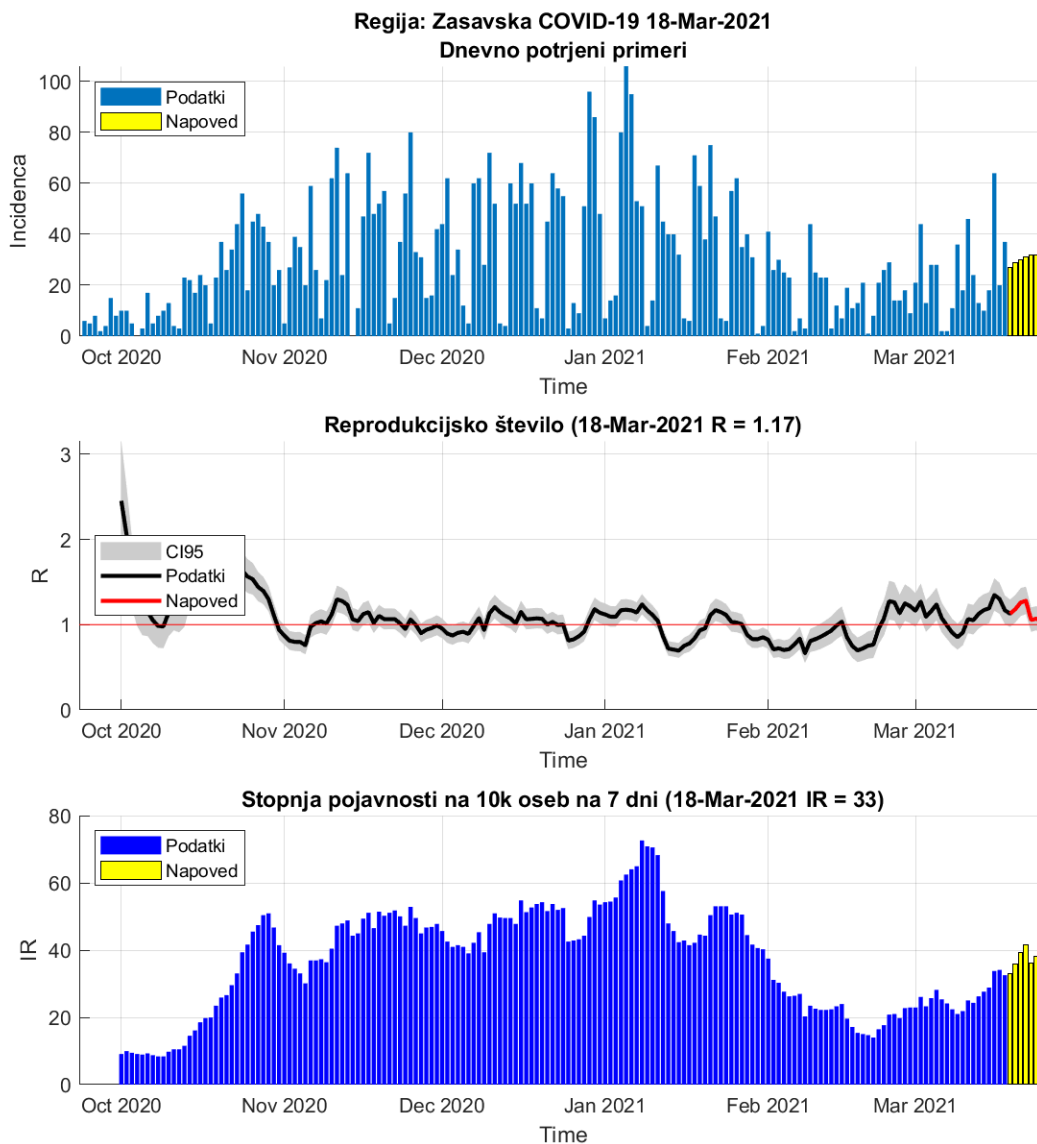 Regija: Zasavska COVID-19 18-Mar-2021
Dnevno potrjeni primeri
100
80
60
40
20
0
Incidenca
Podatki
Napoved
Oct 2020 Nov 2020 Dec 2020 Jan 2021 Feb 2021 Mar 2021
Time
Reprodukcijsko število (18-Mar-2021 R = 1.17)
3
2
1
0
R
CI95
Podatki
Napoved
Oct 2020 Nov 2020 Dec 2020 Jan 2021 Feb 2021 Mar 2021
Time
Stopnja pojavnosti na 10k oseb na 7 dni (18-Mar-2021 IR = 33)
80
60
40
20
0
IR
Podatki
Napoved
Oct 2020 Nov 2020 Dec 2020 Jan 2021 Feb 2021 Mar 2021
Time